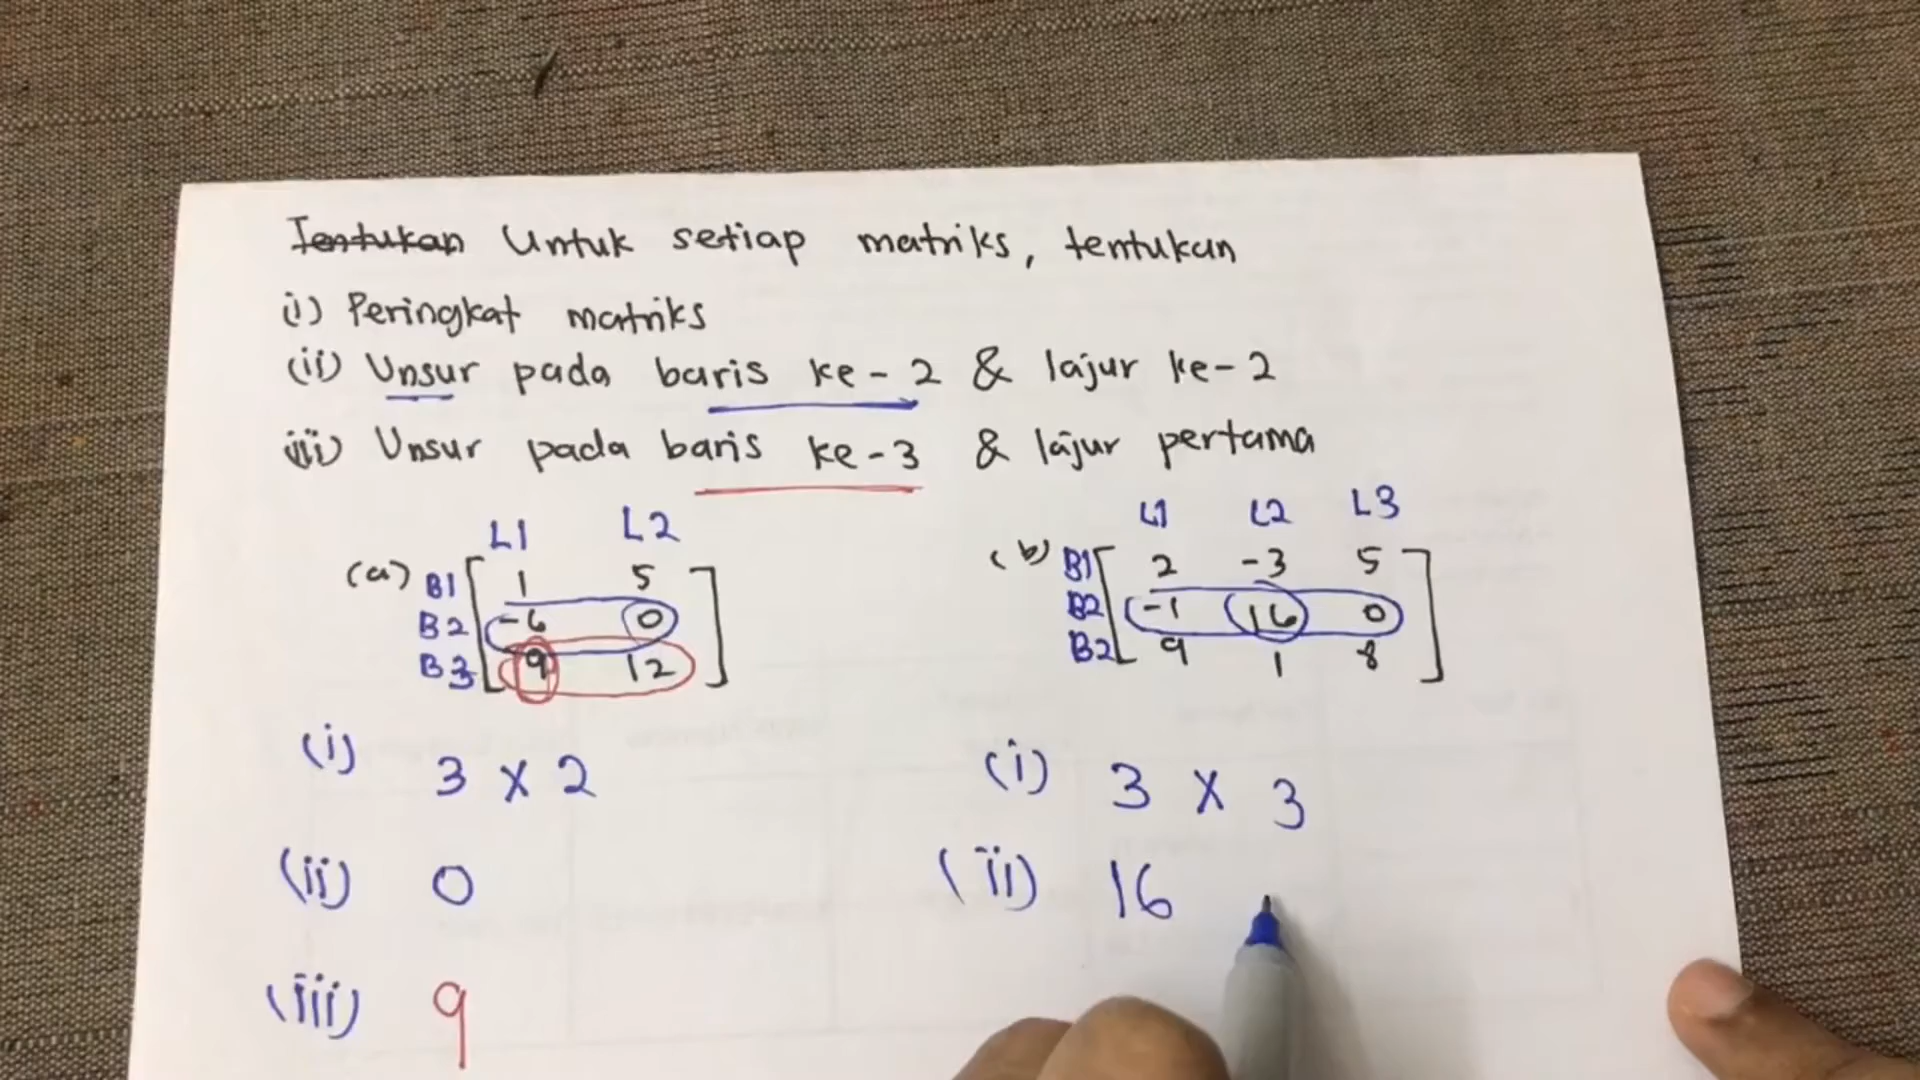 Tentukan Untuk setiap matriks, tentukan
(i) Peringkat matriks
(ii) Unsur pada baris ke-2 & lajur ke-2
(iii) Unsur pada baris ke-3 & lajur pertama
L1 L2
(a) B1 1 5
B2 -6 0
B3 9 12
L1 L2 L3
(b) B1 2 -3 5
B2 -1 16 0
B2 9 1 8
(i) 3 x 2
(ii) 0
(iii) 9
(i) 3 x 3
(ii) 16